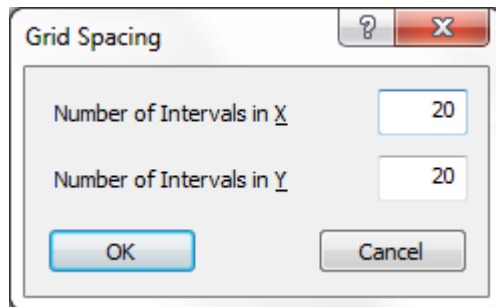 Grid Spacing
Number of Intervals in X 20
Number of Intervals in Y 20
OK Cancel